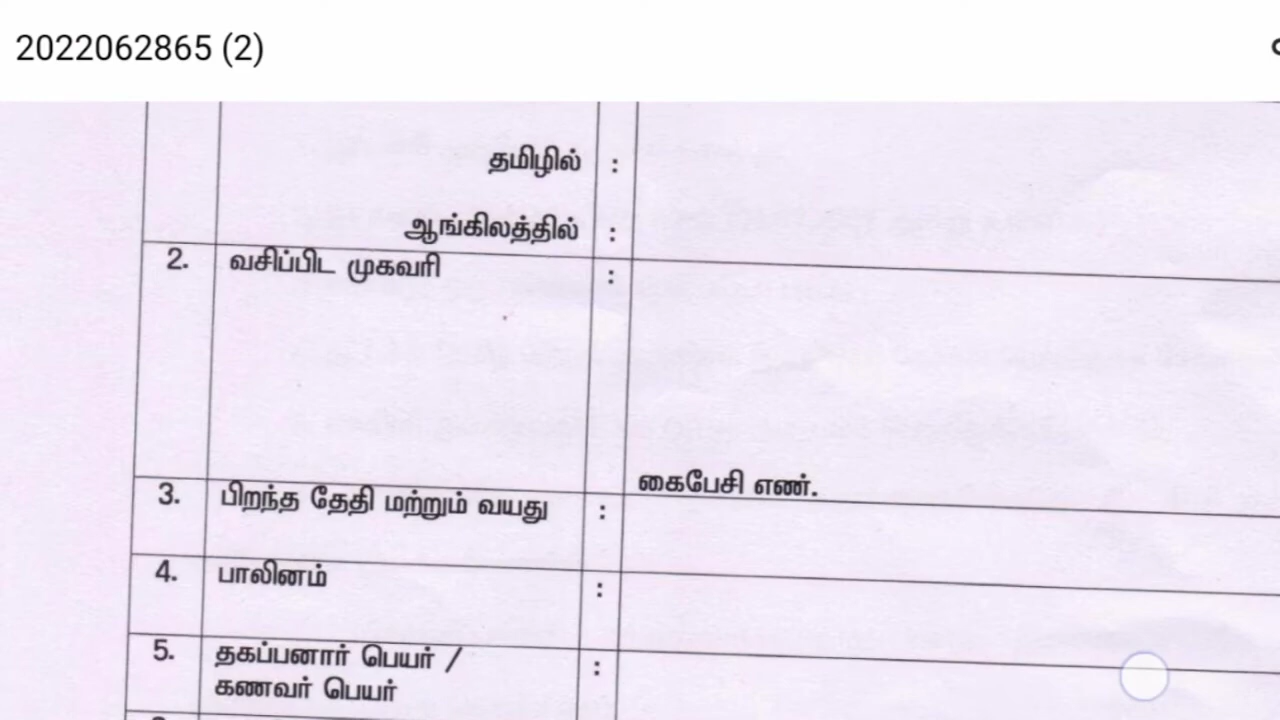 2022062865 (2)
தமிழில் :
ஆங்கிலத்தில் :
2. வசிப்பிட முகவரி :
கைபேசி எண்.
3. பிறந்த தேதி மற்றும் வயது :
4. பாலினம் :
5. தகப்பனார் பெயர் / :
கணவர் பெயர்